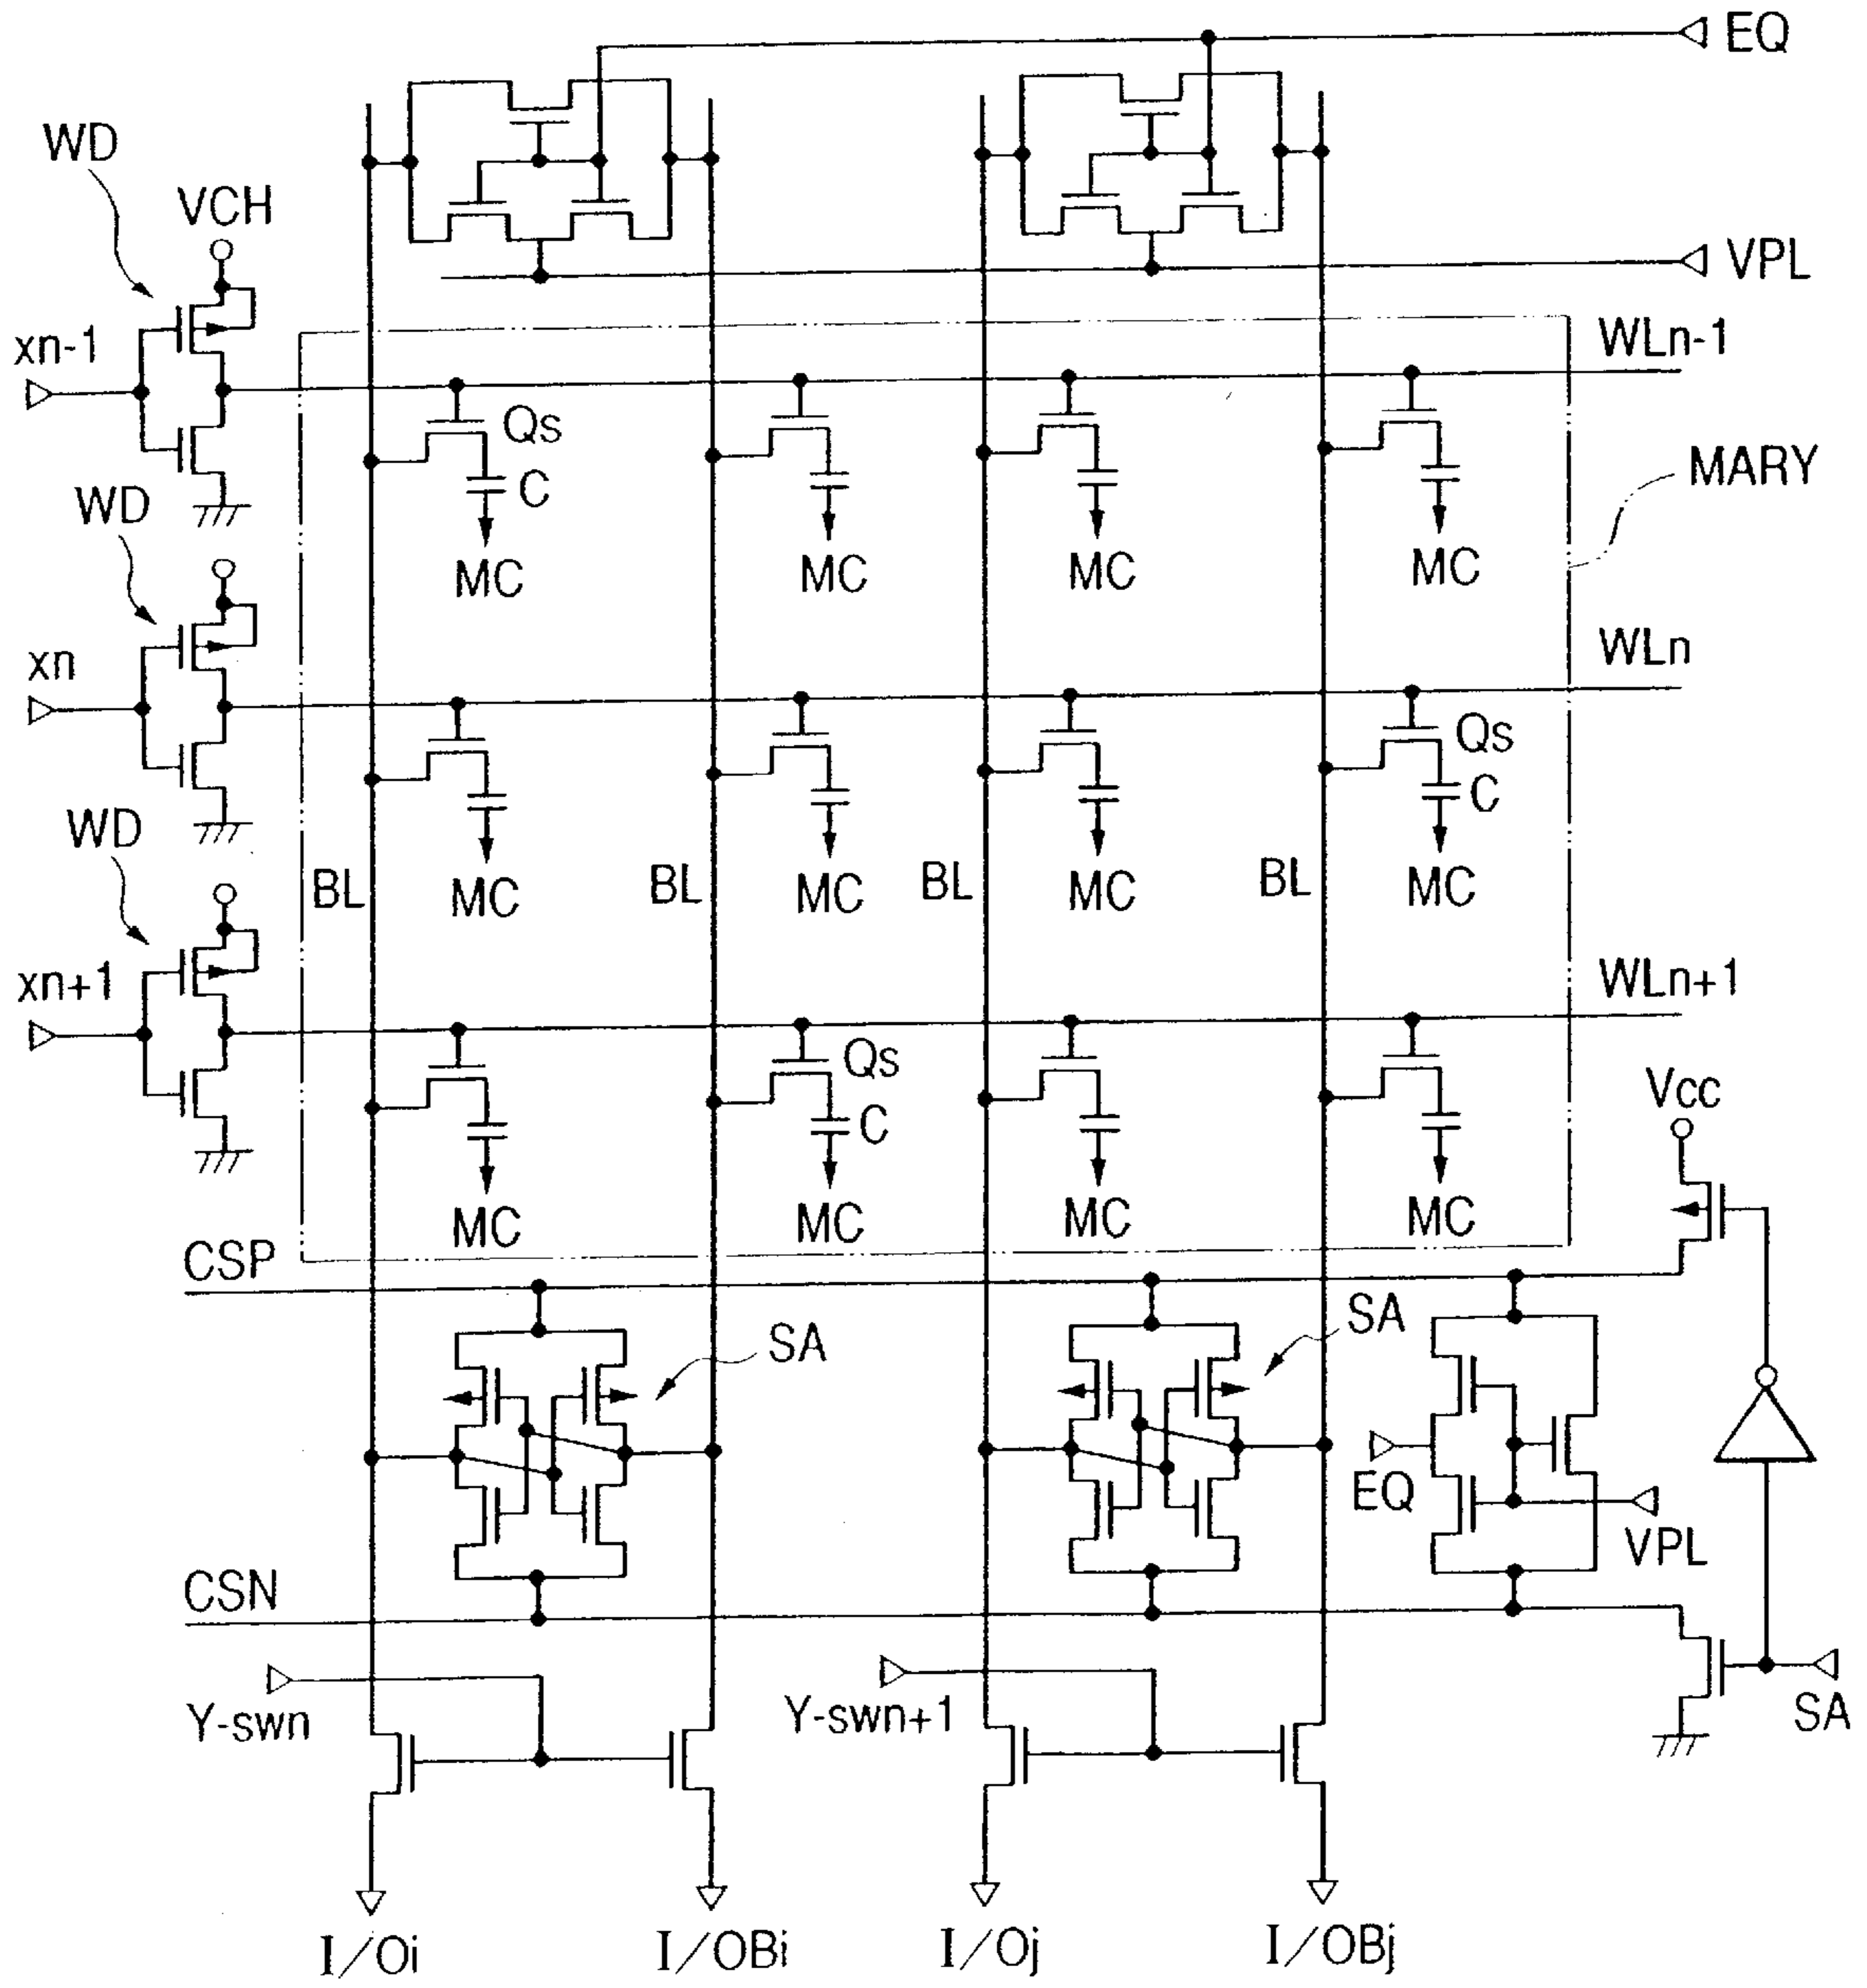 EQ
WD
VCH
VPL
xn-1
WLn-1
Qs
C
MARY
WD
MC
MC
MC
MC
xn
WLn
Qs
C
WD
BL
BL
BL
BL
MC
MC
MC
MC
xn+1
WLn+1
Qs
C
Vcc
MC
MC
MC
MC
CSP
SA
SA
EQ
VPL
CSN
Y-swn
Y-swn+1
SA
I/Oi
I/OBi
I/Oj
I/OBj